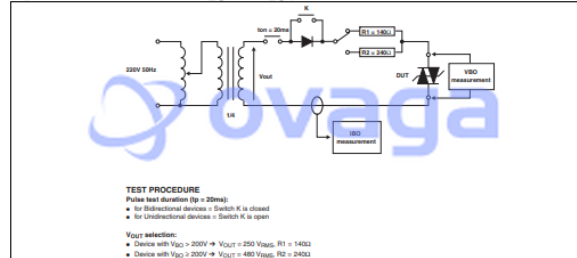 K
ton = 20ms
R1 = 140Ω
R2 = 240Ω
220V 50Hz
Vout
DUT
VBO
measurement
1/4
IBO
measurement
ovaga
TEST PROCEDURE
Pulse test duration (tp = 20ms):
• for Bidirectional devices = Switch K is closed
• for Unidirectional devices = Switch K is open
VOUT selection:
• Device with VBO > 200V → VOUT = 250 VRMS, R1 = 140Ω
• Device with VBO ≥ 200V → VOUT = 480 VRMS, R2 = 240Ω